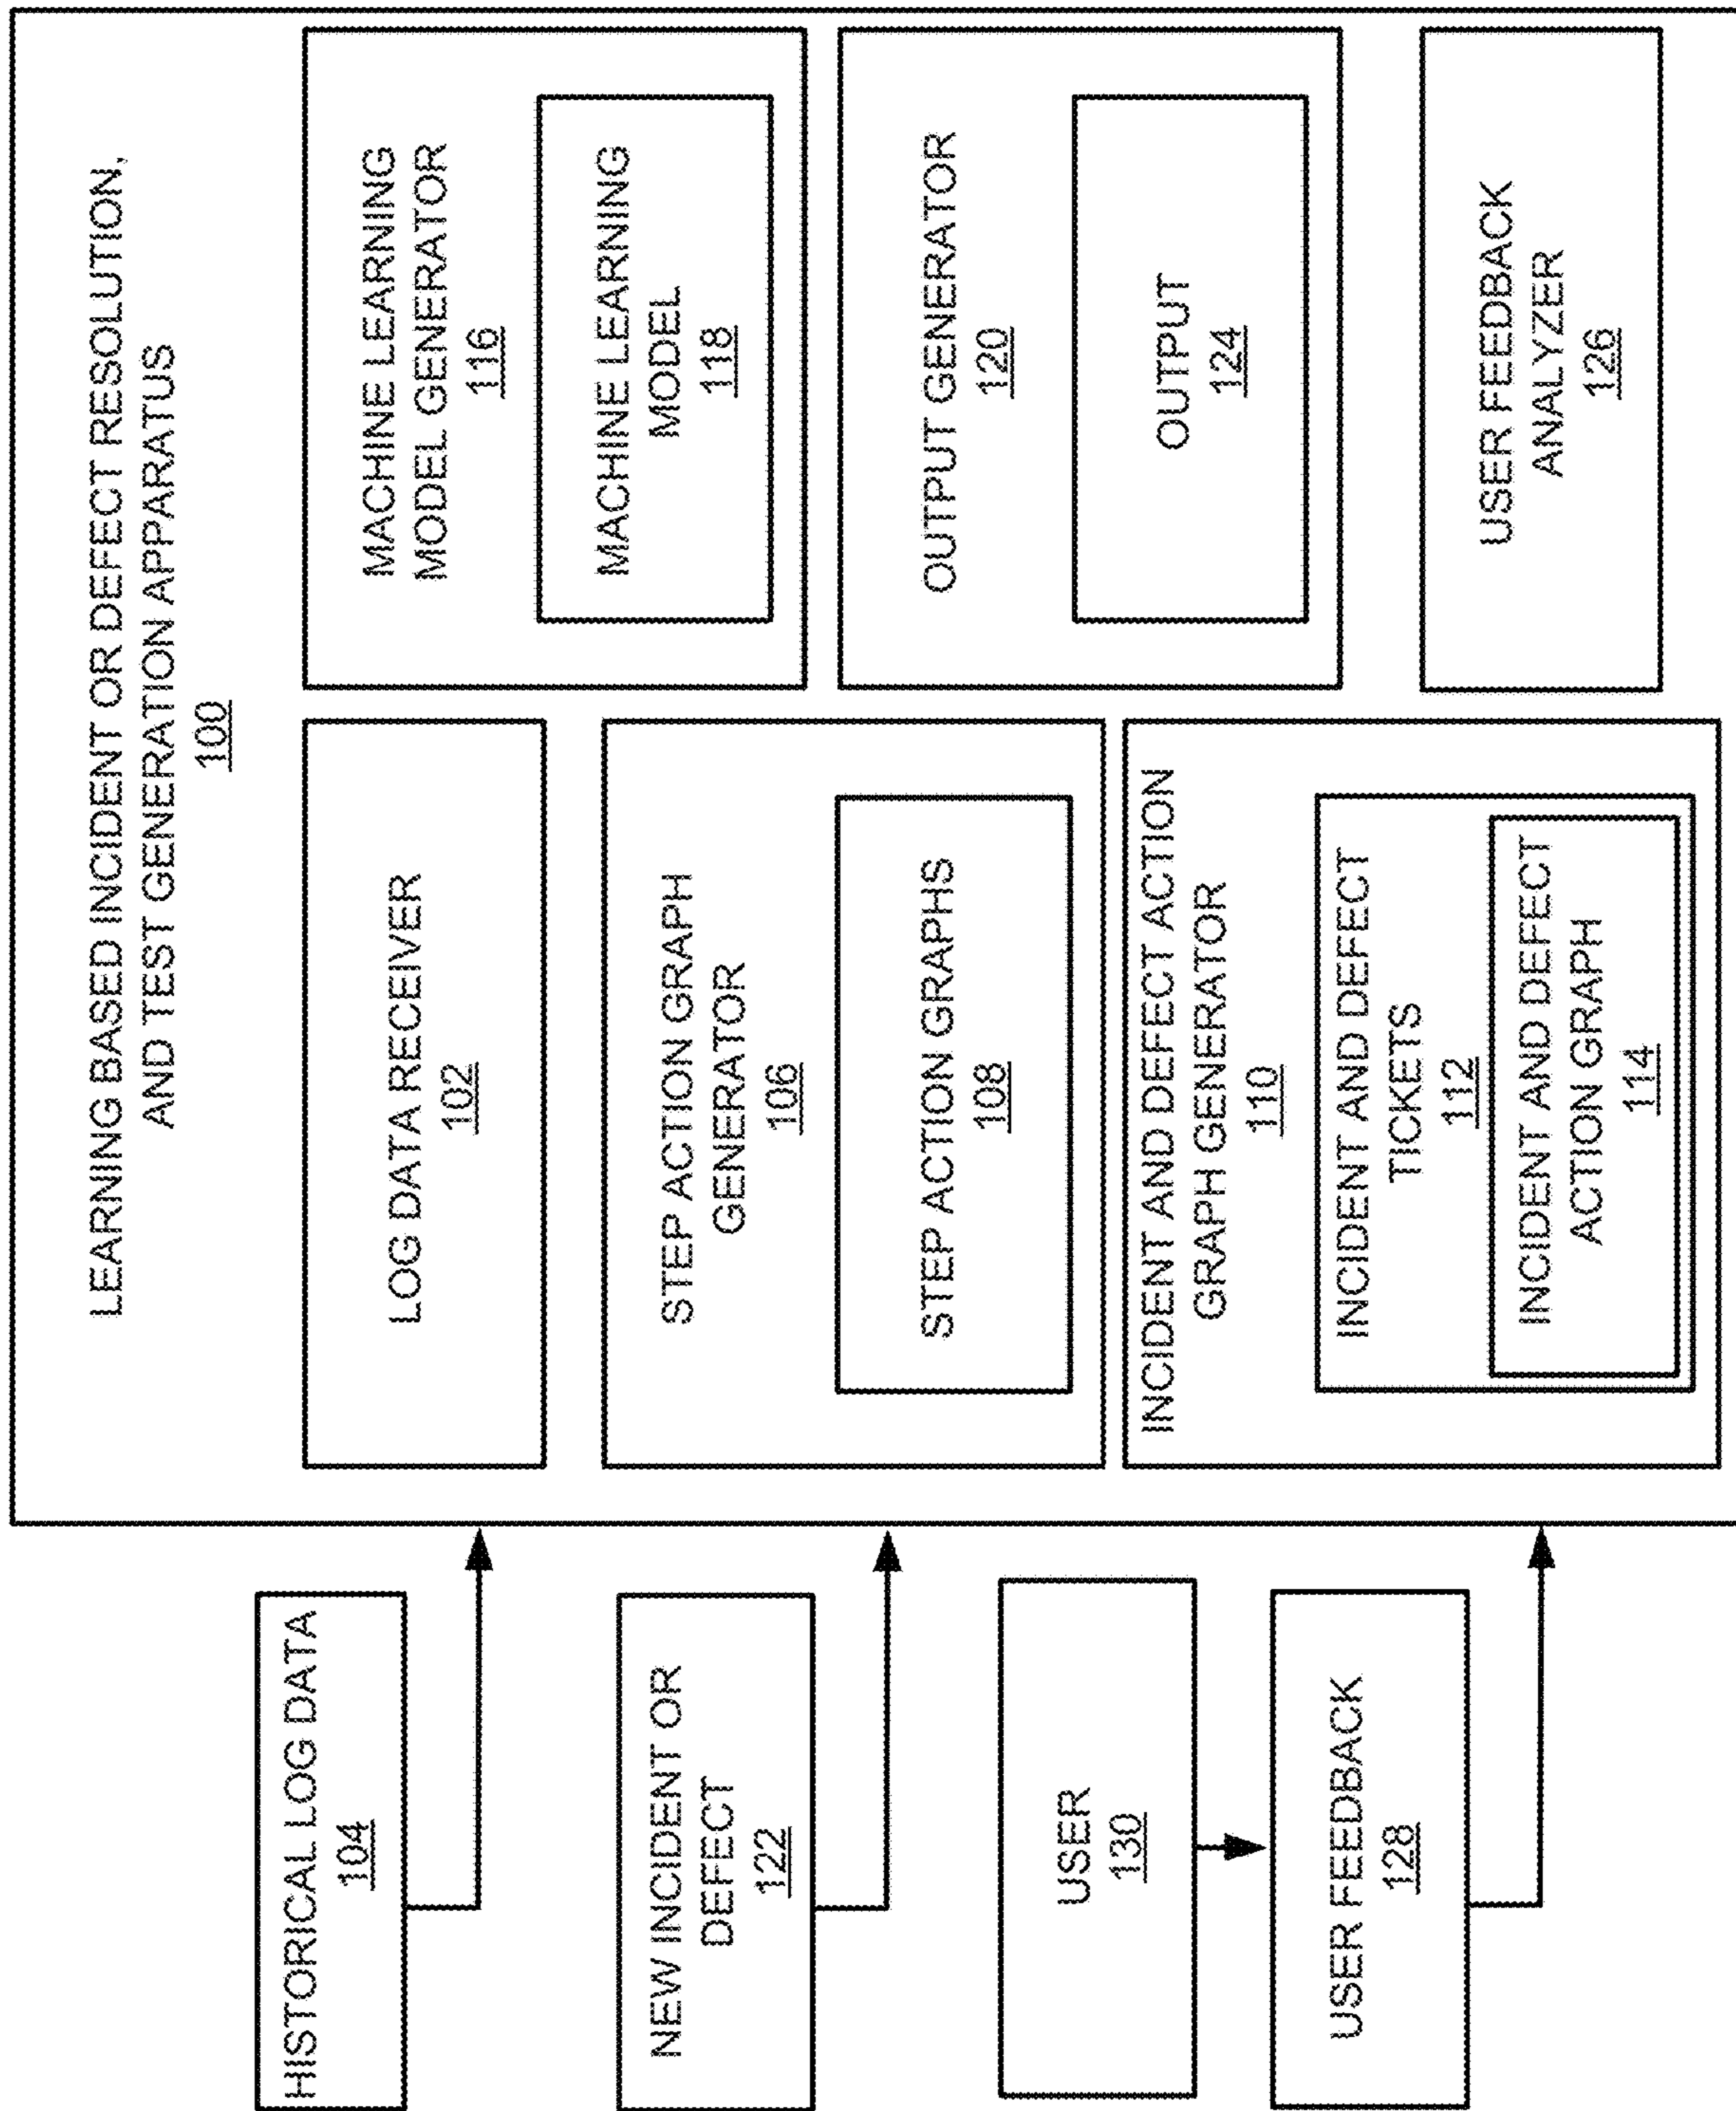 LEARNING BASED INCIDENT OR DEFECT RESOLUTION,
AND TEST GENERATION APPARATUS
100
HISTORICAL LOG DATA
104
NEW INCIDENT OR
DEFECT
122
USER
130
USER FEEDBACK
128
LOG DATA RECEIVER
102
STEP ACTION GRAPH
GENERATOR
106
STEP ACTION GRAPHS
108
INCIDENT AND DEFECT ACTION
GRAPH GENERATOR
110
INCIDENT AND DEFECT
TICKETS
112
INCIDENT AND DEFECT
ACTION GRAPH
114
MACHINE LEARNING
MODEL GENERATOR
116
MACHINE LEARNING
MODEL
118
OUTPUT GENERATOR
120
OUTPUT
124
USER FEEDBACK
ANALYZER
126